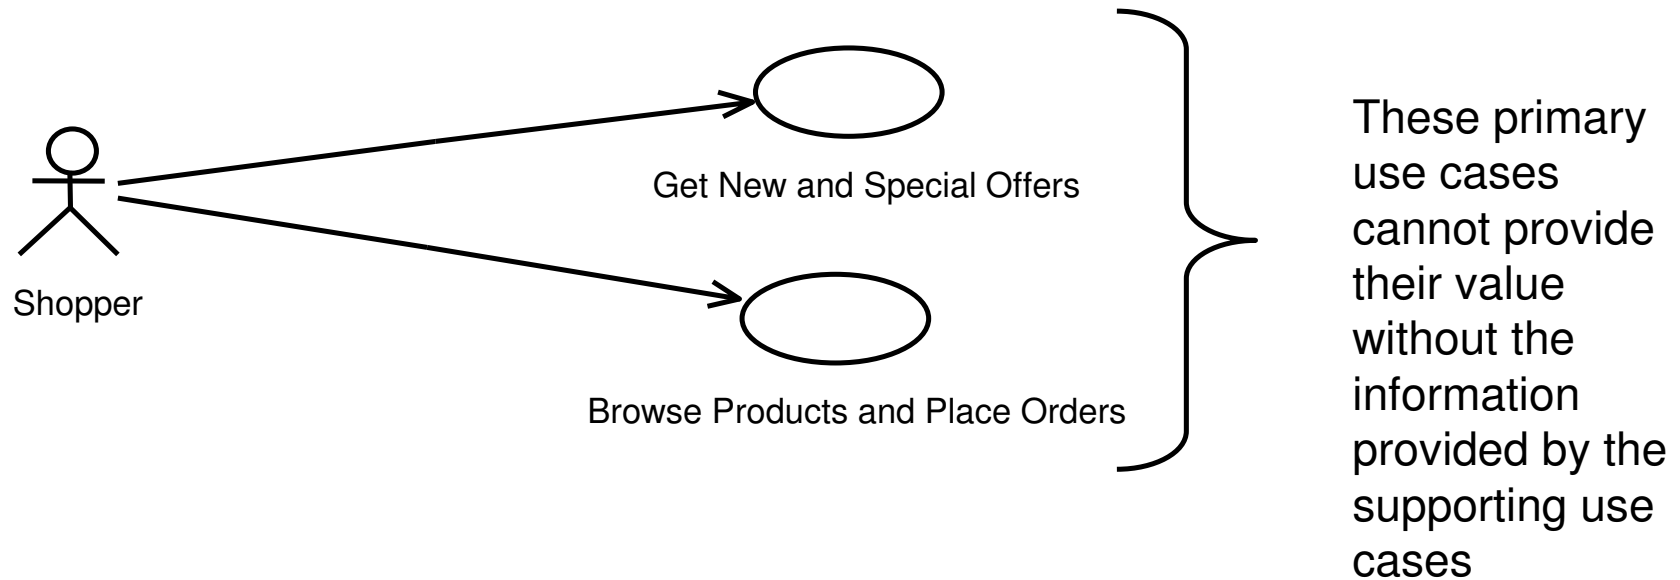 Shopper
Get New and Special Offers
Browse Products and Place Orders
These primary
use cases
cannot provide
their value
without the
information
provided by the
supporting use
cases